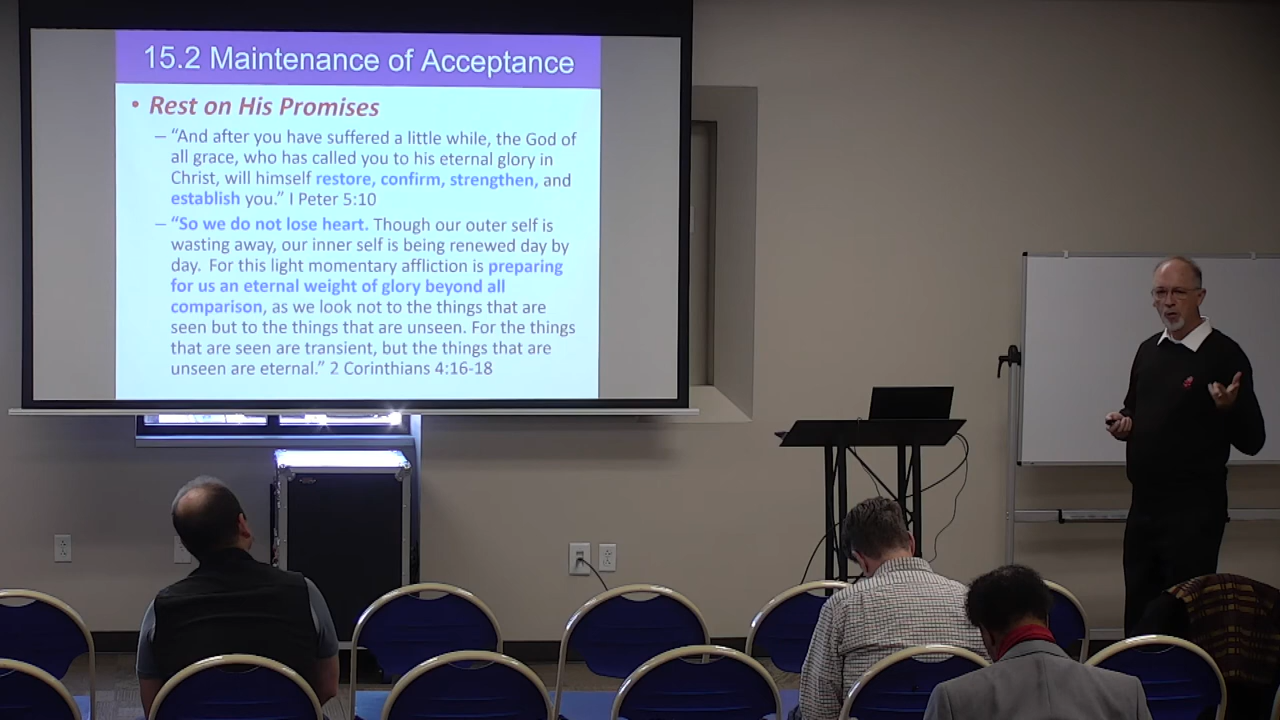 15.2 Maintenance of Acceptance
• Rest on His Promises
– “And after you have suffered a little while, the God of
all grace, who has called you to his eternal glory in
Christ, will himself restore, confirm, strengthen, and
establish you.” I Peter 5:10
– “So we do not lose heart. Though our outer self is
wasting away, our inner self is being renewed day by
day. For this light momentary affliction is preparing
for us an eternal weight of glory beyond all
comparison, as we look not to the things that are
seen but to the things that are unseen. For the things
that are seen are transient, but the things that are
unseen are eternal.” 2 Corinthians 4:16-18